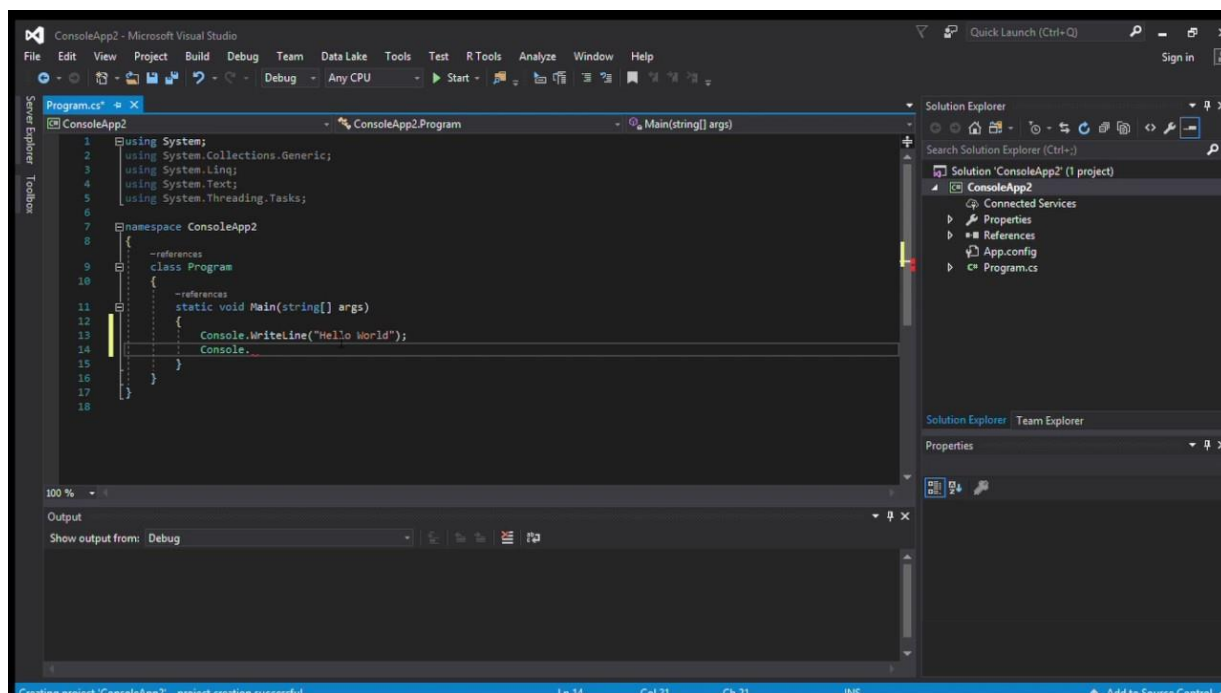 ConsoleApp2 - Microsoft Visual Studio
Quick Launch (Ctrl+Q)
File Edit View Project Build Debug Team Data Lake Tools Test R Tools Analyze Window Help
Sign in
Debug Any CPU Start
Server Explorer
Toolbox
Program.cs*
ConsoleApp2
ConsoleApp2.Program
Main(string[] args)
1 using System;
2 using System.Collections.Generic;
3 using System.Linq;
4 using System.Text;
5 using System.Threading.Tasks;
6
7 namespace ConsoleApp2
8 {
-references
9 class Program
10 {
-references
11 static void Main(string[] args)
12 {
13 Console.WriteLine("Hello World");
14 Console.
15 }
16 }
17 }
18
100 %
Output
Show output from: Debug
Solution Explorer
Search Solution Explorer (Ctrl+;)
Solution 'ConsoleApp2' (1 project)
ConsoleApp2
Connected Services
Properties
References
App.config
C# Program.cs
Solution Explorer Team Explorer
Properties
Creating project 'ConsoleApp2'... project creation successful
Ln 14 Col 21 Ch 21 INS
Add to Source Control